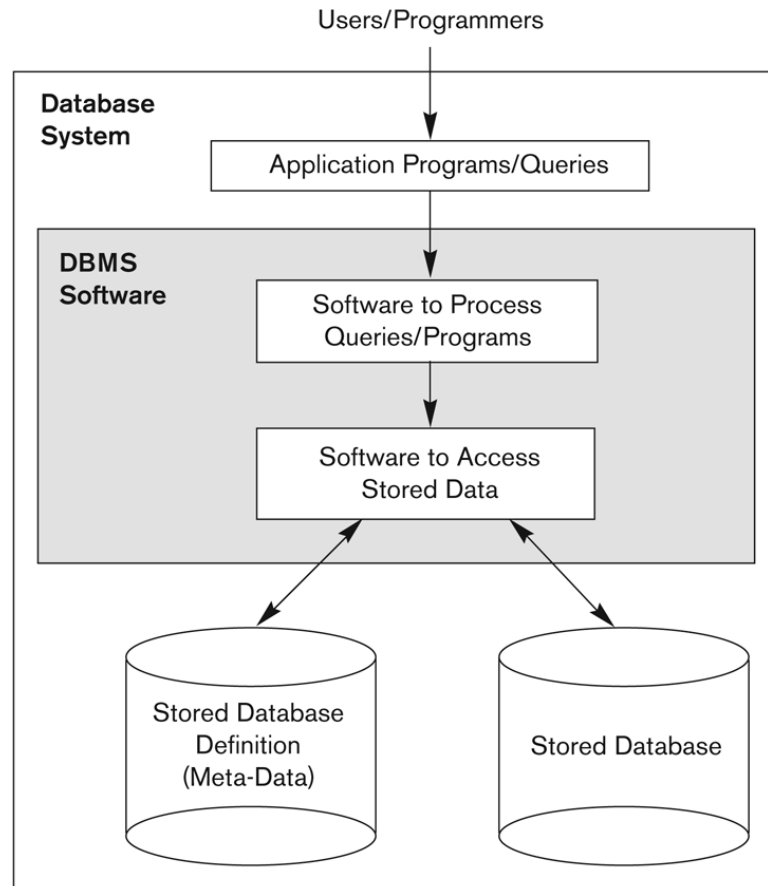 Users/Programmers
Database
System
Application Programs/Queries
DBMS
Software
Software to Process
Queries/Programs
Software to Access
Stored Data
Stored Database
Definition
(Meta-Data)
Stored Database